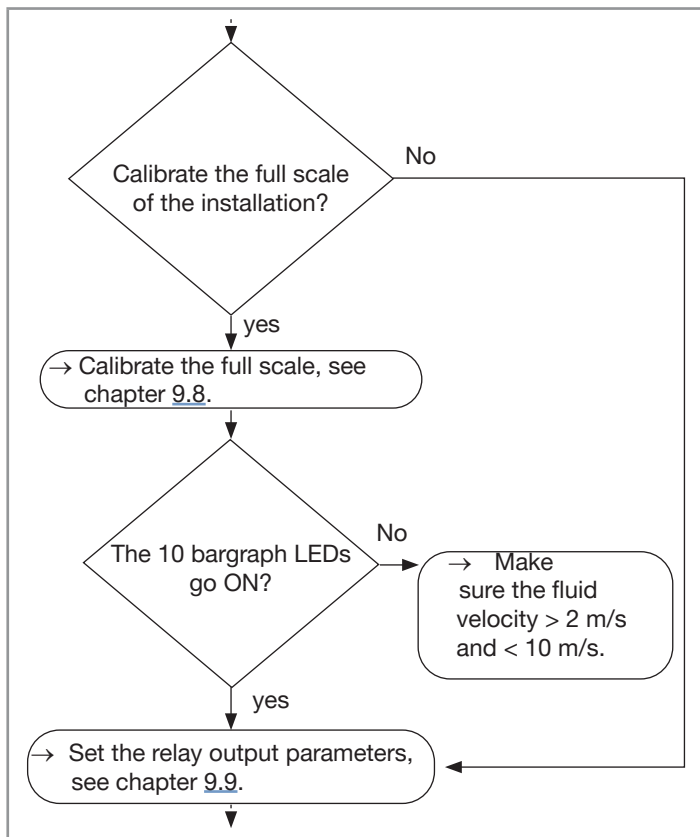 Calibrate the full scale
of the installation?
No
yes
→ Calibrate the full scale, see
chapter 9.8.
The 10 bargraph LEDs
go ON?
No
→ Make
sure the fluid
velocity > 2 m/s
and < 10 m/s.
yes
→ Set the relay output parameters,
see chapter 9.9.